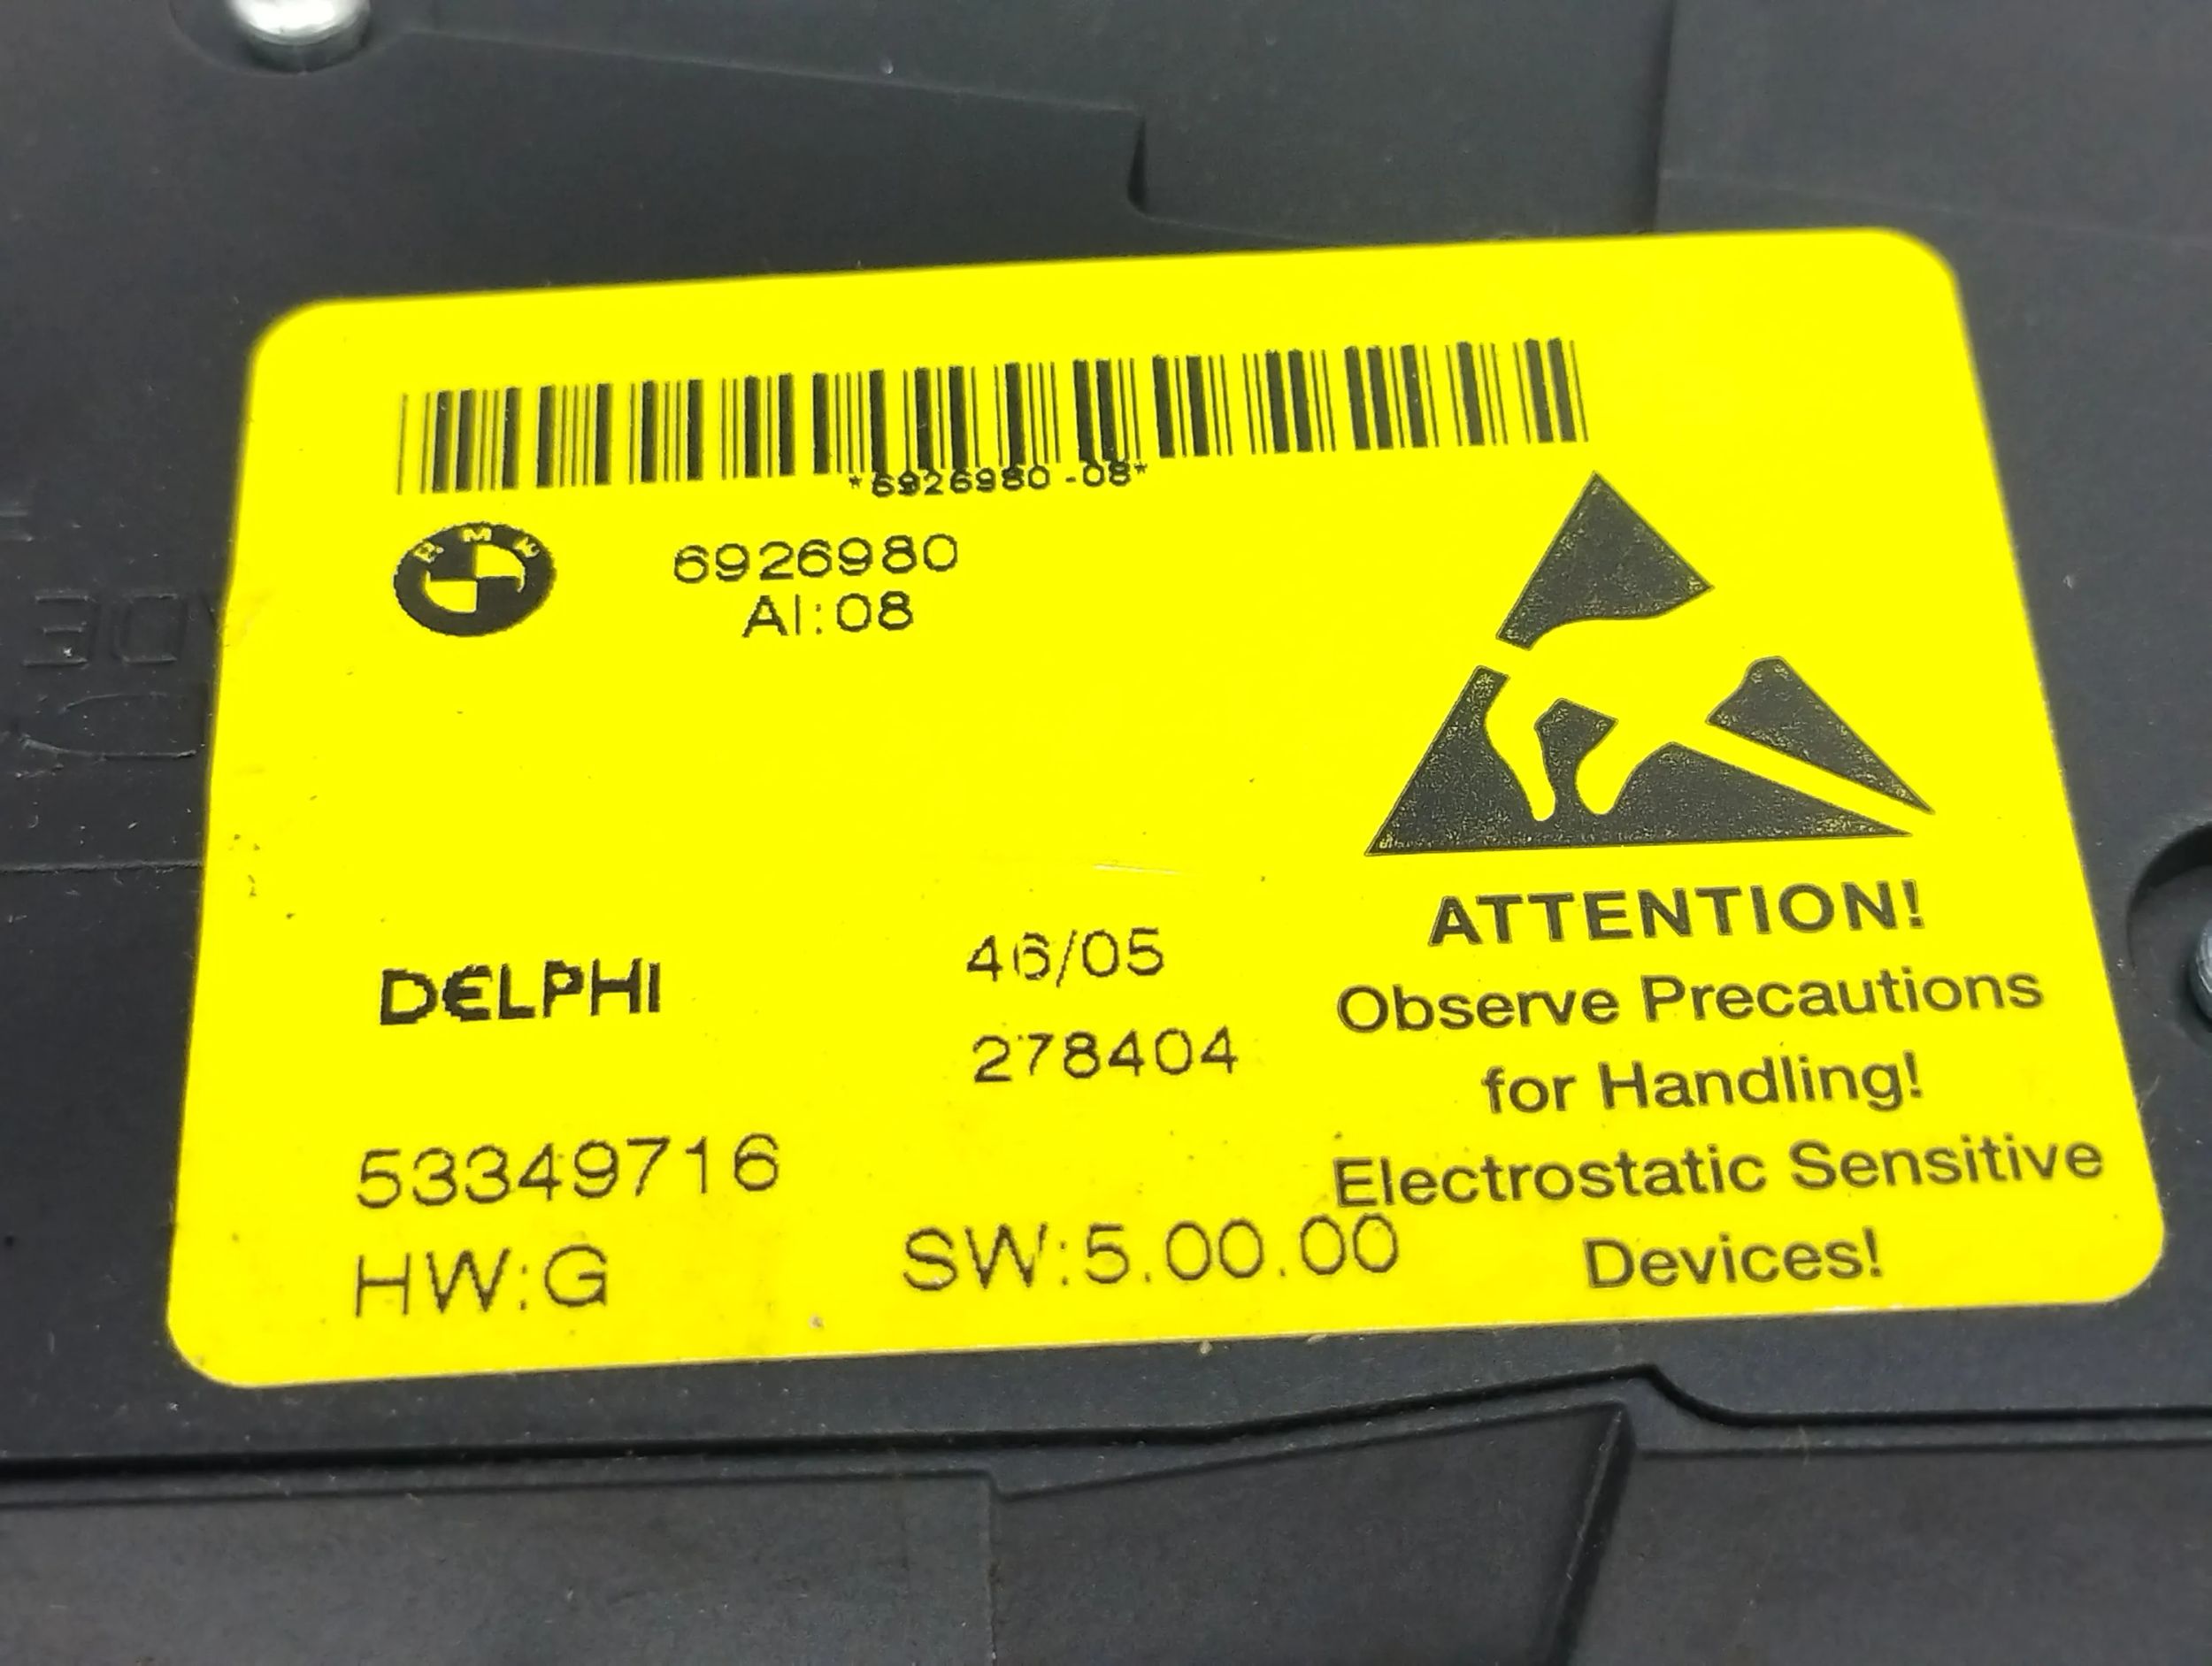 *6926980-08*
BMW
6926980
AI:08
DELPHI
46/05
278404
53349716
HW:G
SW:5.00.00
ATTENTION!
Observe Precautions
for Handling!
Electrostatic Sensitive
Devices!